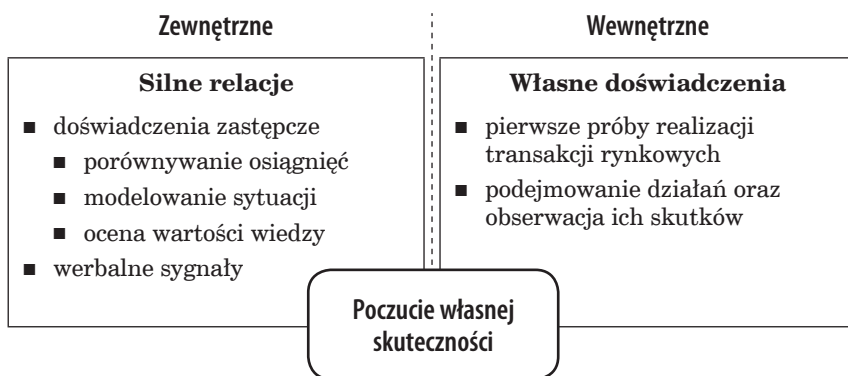 Zewnętrzne
Silne relacje
■ doświadczenia zastępcze
■ porównywanie osiągnięć
■ modelowanie sytuacji
■ ocena wartości wiedzy
■ werbalne sygnały
Wewnętrzne
Własne doświadczenia
■ pierwsze próby realizacji
transakcji rynkowych
■ podejmowanie działań oraz
obserwacja ich skutków
Poczucie własnej
skuteczności